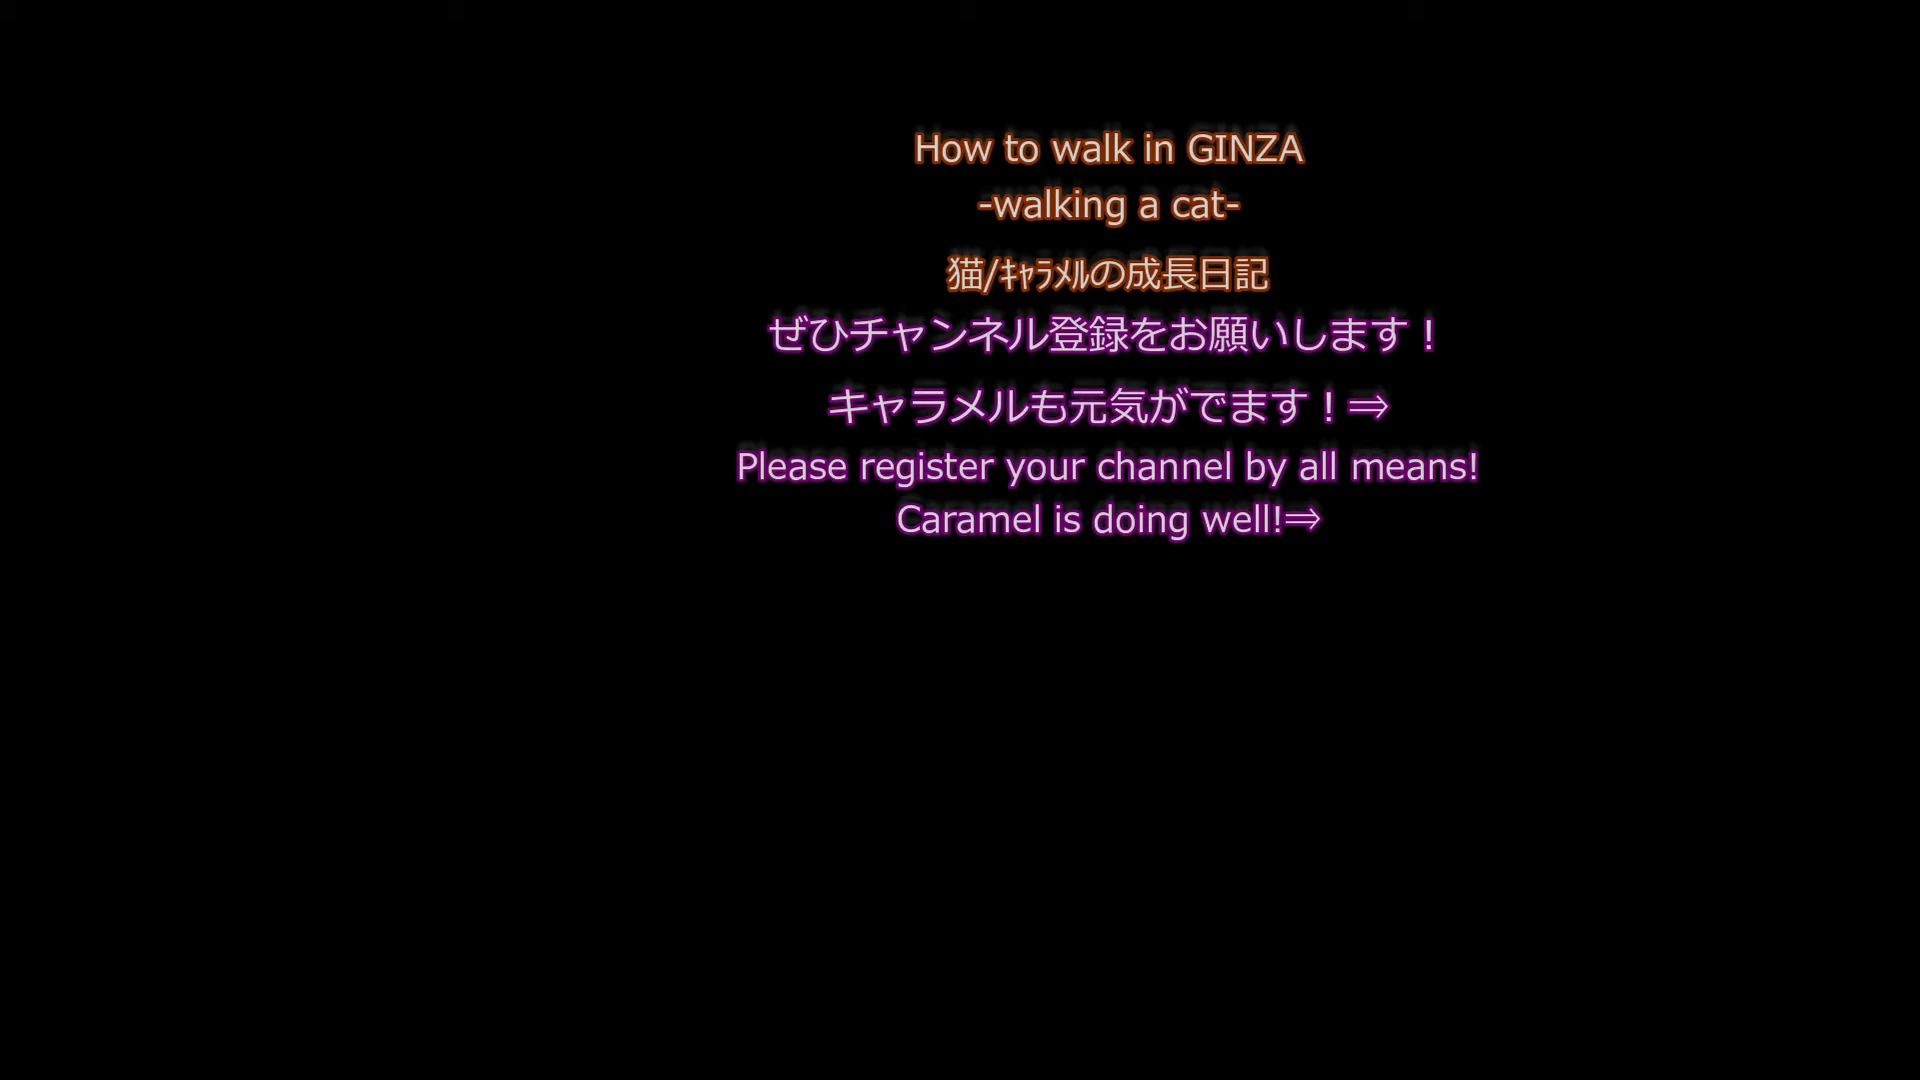 How to walk in GINZA
-walking a cat-
猫/ｷｬﾗﾒﾙの成長日記
ぜひチャンネル登録をお願いします！
キャラメルも元気がでます！⇒
Please register your channel by all means!
Caramel is doing well!⇒